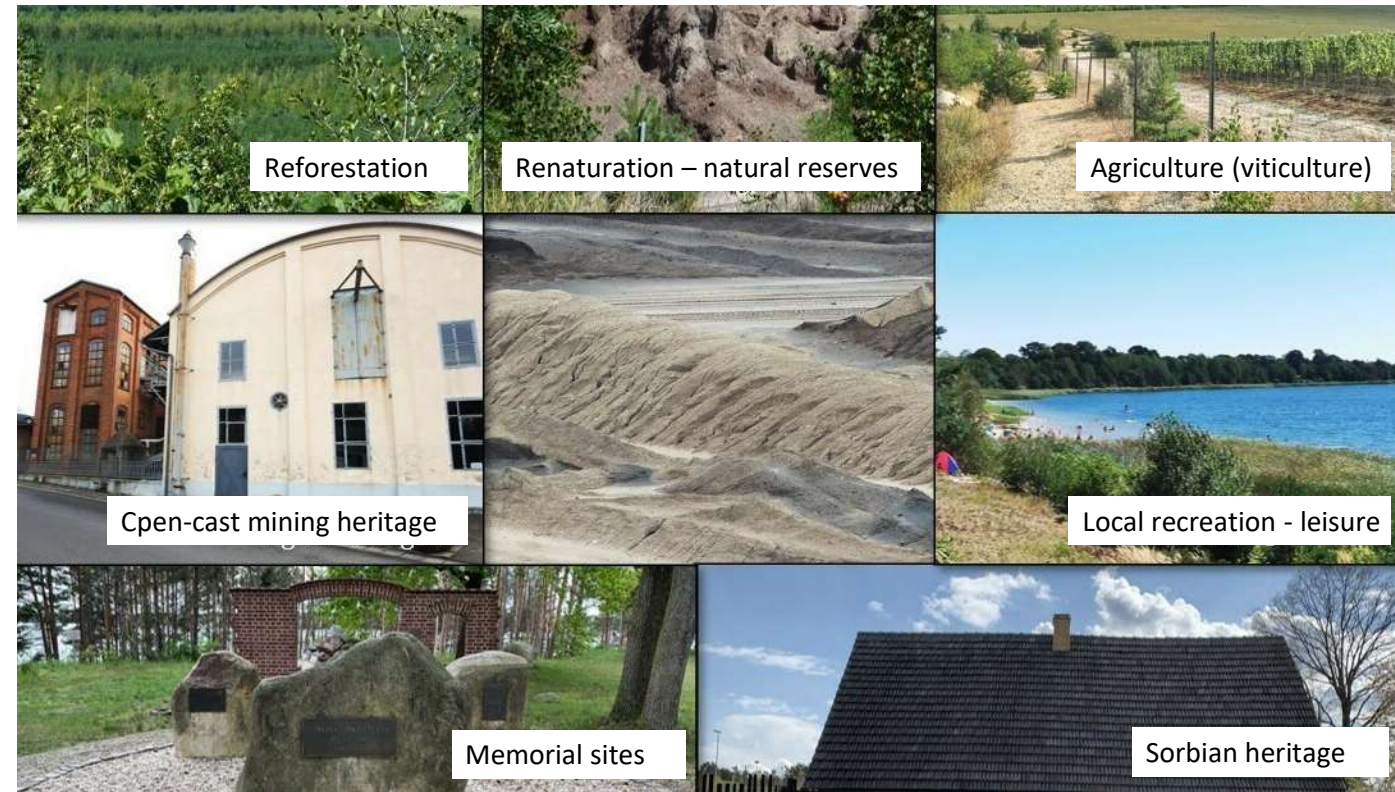 Reforestation
Renaturation – natural reserves
Agriculture (viticulture)
Cpen-cast mining heritage
Local recreation - leisure
Memorial sites
Sorbian heritage